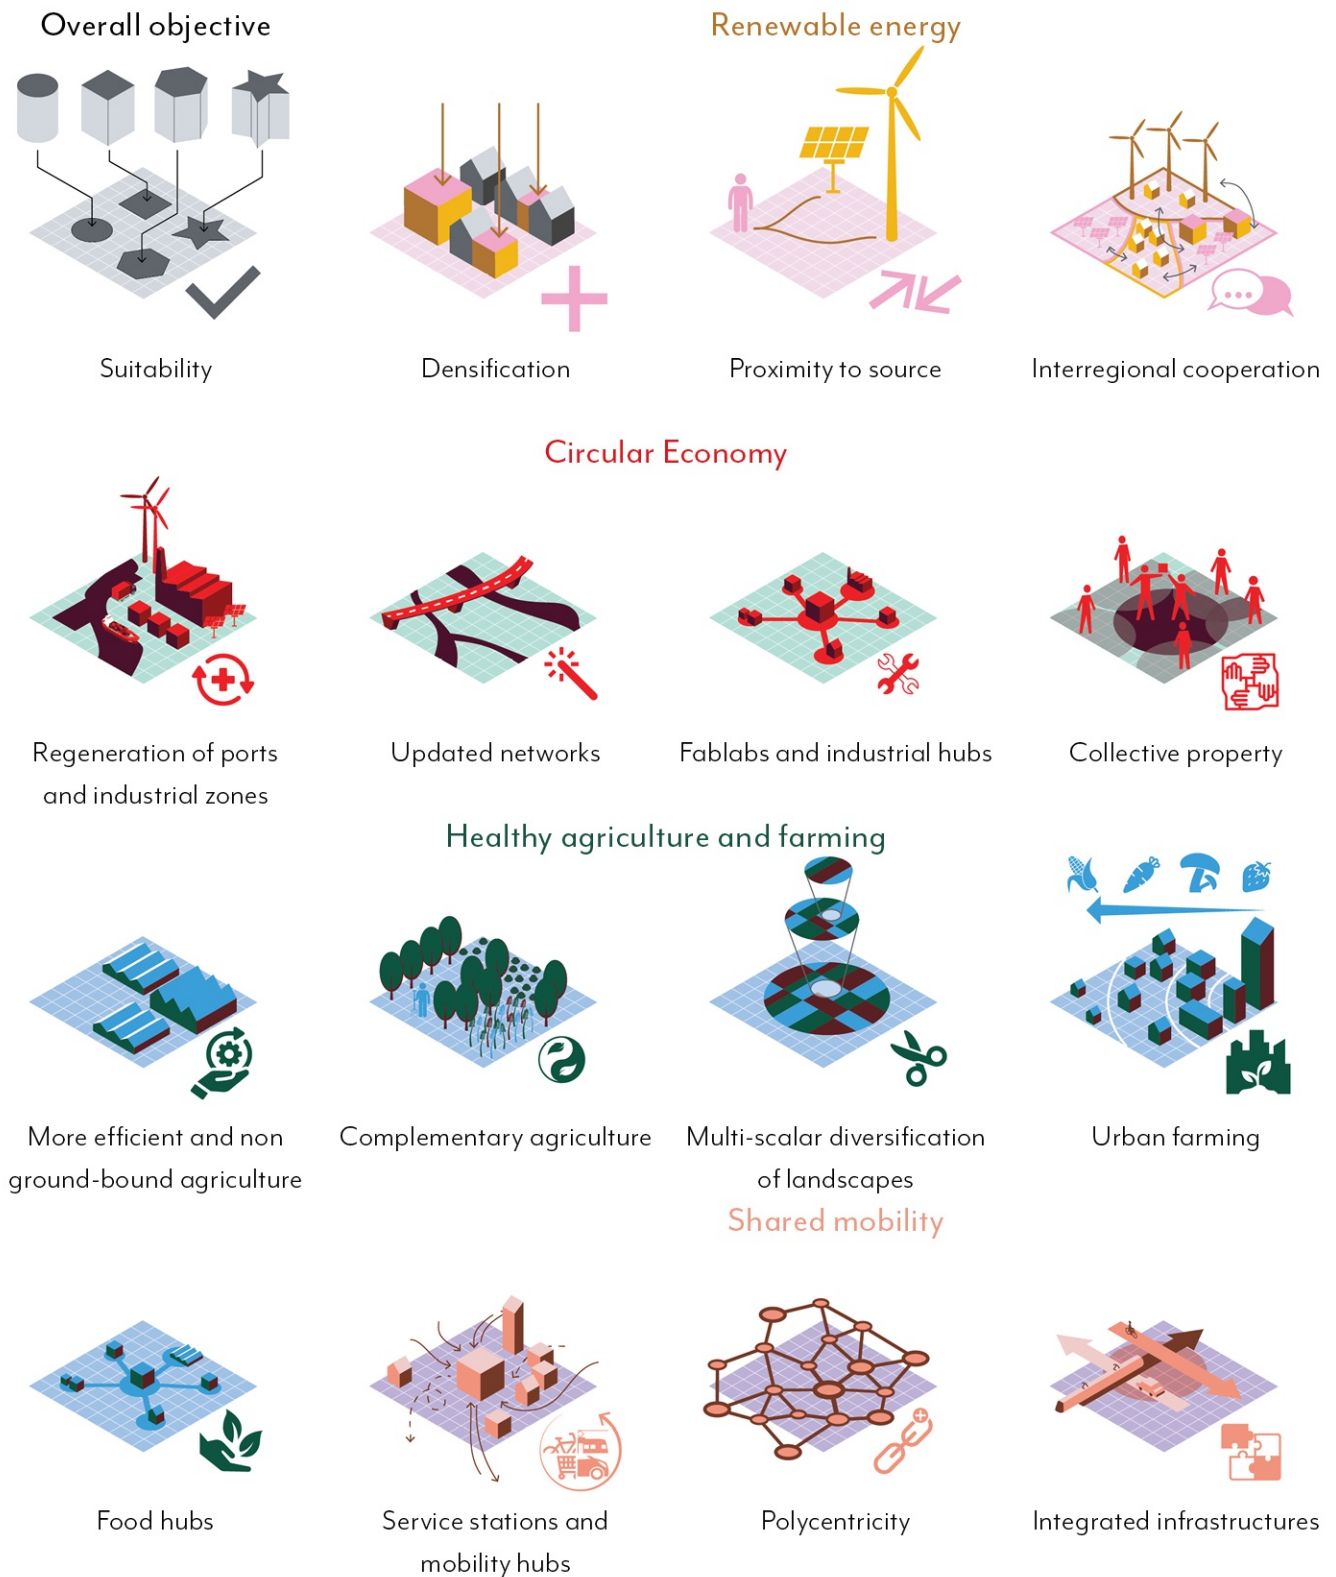 Overall objective
Renewable energy
Suitability
Densification
Proximity to source
Interregional cooperation
Circular Economy
Regeneration of ports
and industrial zones
Updated networks
Fablabs and industrial hubs
Collective property
Healthy agriculture and farming
More efficient and non
ground-bound agriculture
Complementary agriculture
Multi-scalar diversification
of landscapes
Urban farming
Shared mobility
Food hubs
Service stations and
mobility hubs
Polycentricity
Integrated infrastructures